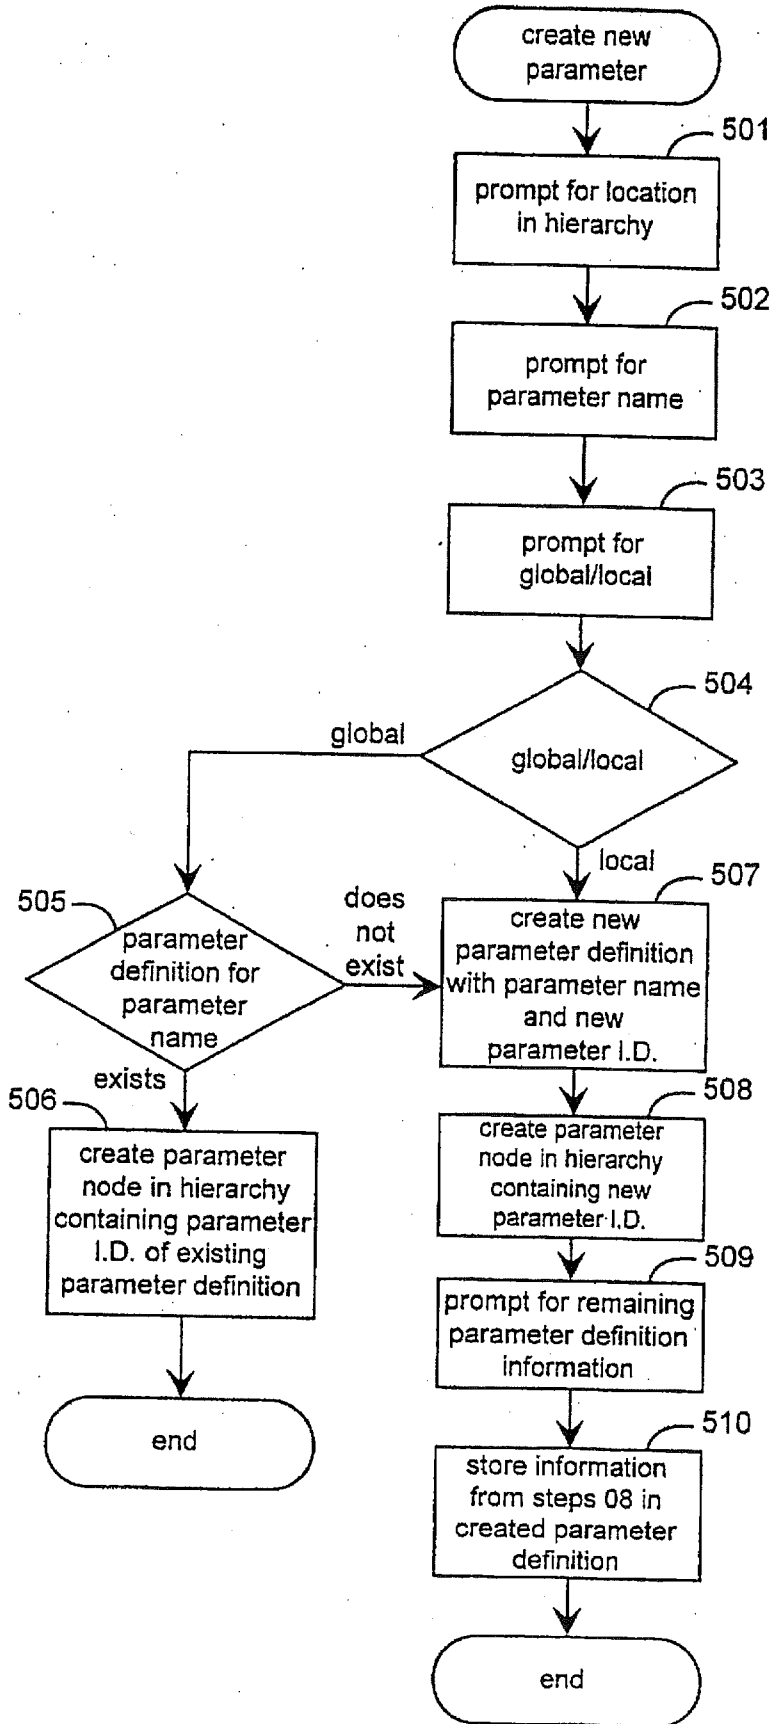 create new
parameter
501
prompt for location
in hierarchy
502
prompt for
parameter name
503
prompt for
global/local
504
global/local
global
local
505
parameter
definition for
parameter
name
does
not
exist
507
create new
parameter definition
with parameter name
and new
parameter I.D.
exists
506
create parameter
node in hierarchy
containing parameter
I.D. of existing
parameter definition
end
508
create parameter
node in hierarchy
containing new
parameter I.D.
509
prompt for remaining
parameter definition
information
510
store information
from steps 08 in
created parameter
definition
end